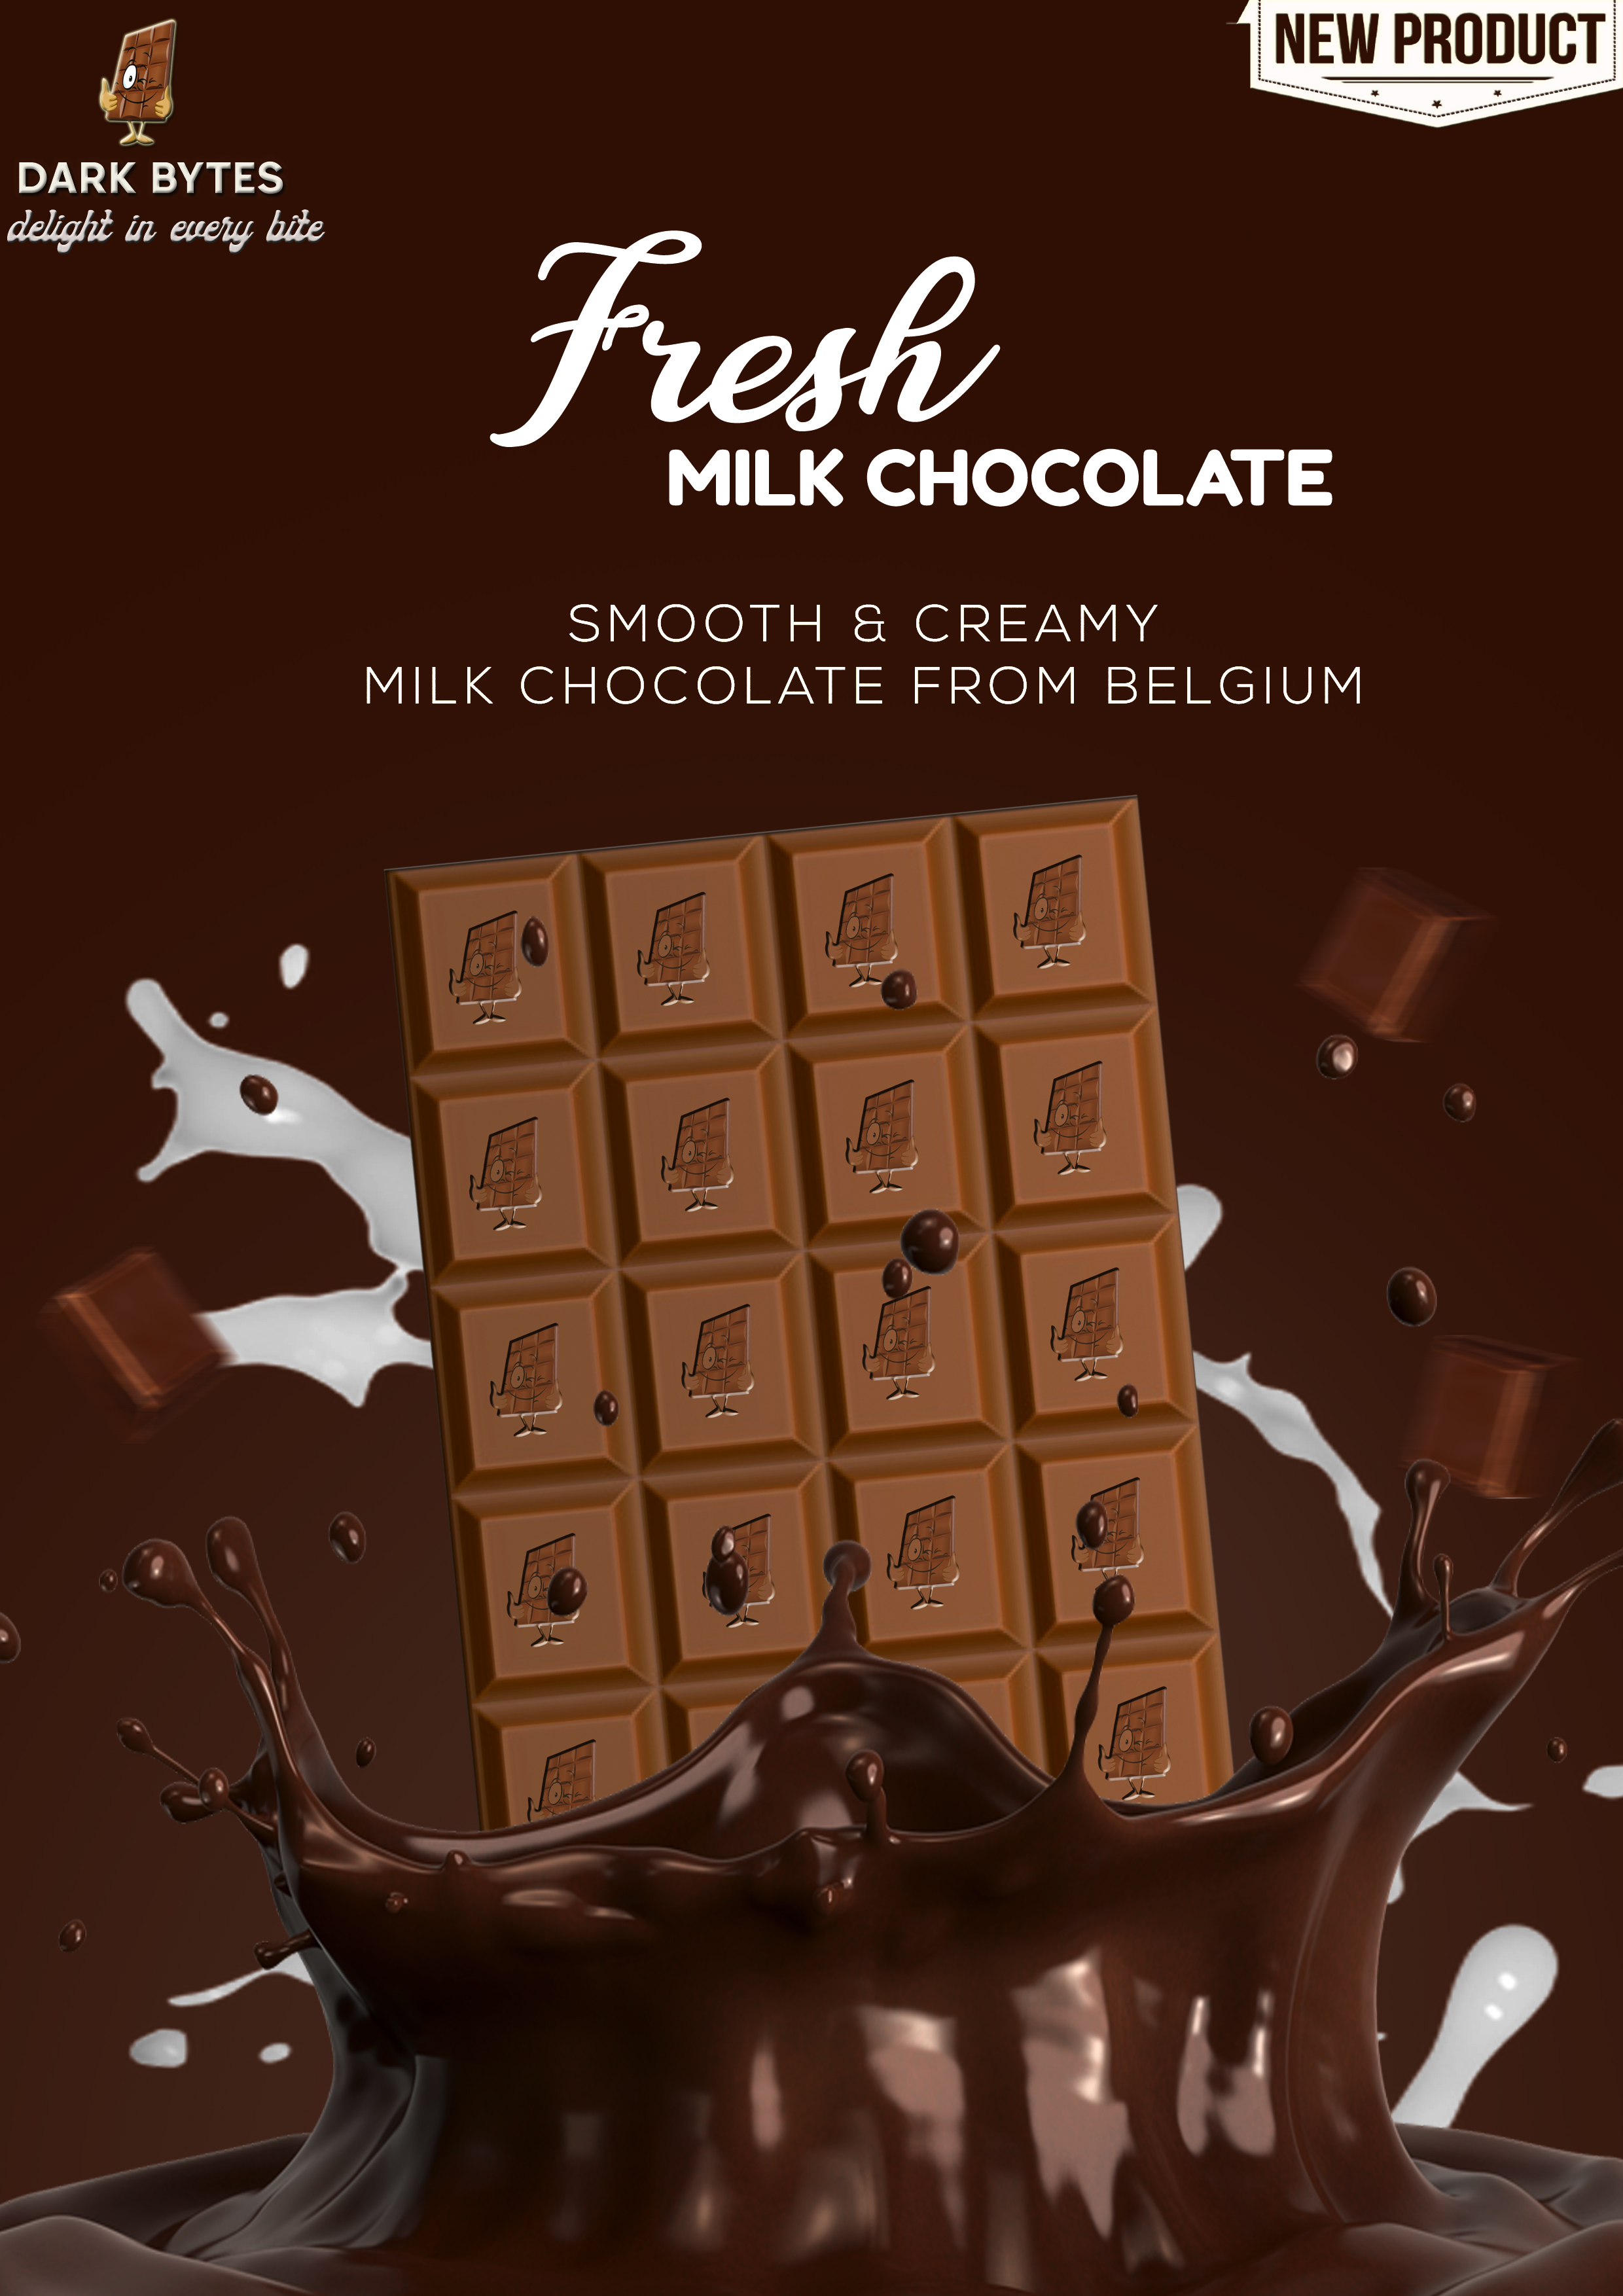 NEW PRODUCT
DARK BYTES
delight in every bite
Fresh
MILK CHOCOLATE
SMOOTH & CREAMY
MILK CHOCOLATE FROM BELGIUM